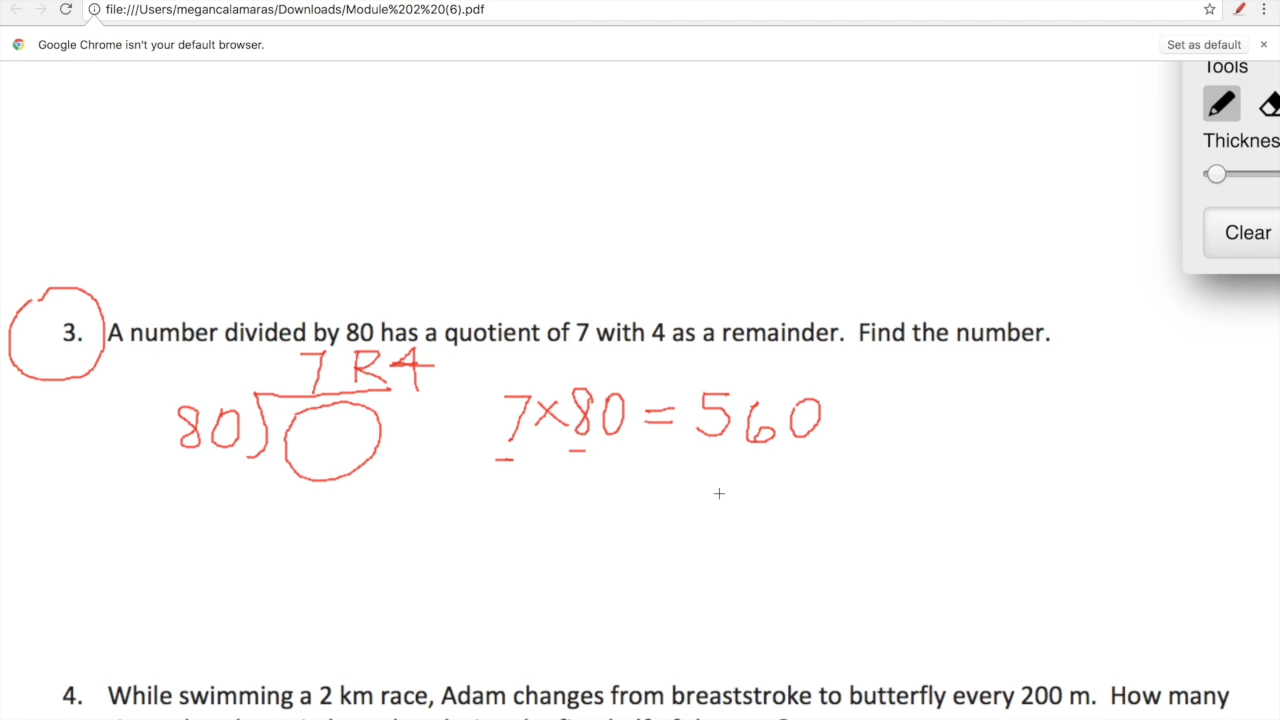 file:///Users/megancalamaras/Downloads/Module%202%20(6).pdf
Google Chrome isn't your default browser.
Set as default
Tools
Thicknes
Clear
3. A number divided by 80 has a quotient of 7 with 4 as a remainder. Find the number.
7 R4
80) 7×80 = 560
4. While swimming a 2 km race, Adam changes from breaststroke to butterfly every 200 m. How many